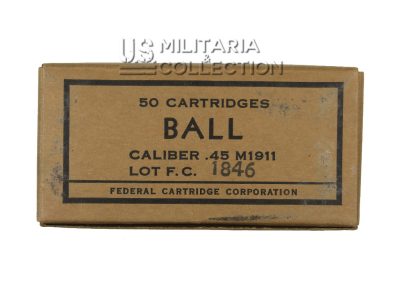 US MILITARIA
& COLLECTION
50 CARTRIDGES
BALL
CALIBER .45 M1911
LOT F.C. 1846
FEDERAL CARTRIDGE CORPORATION